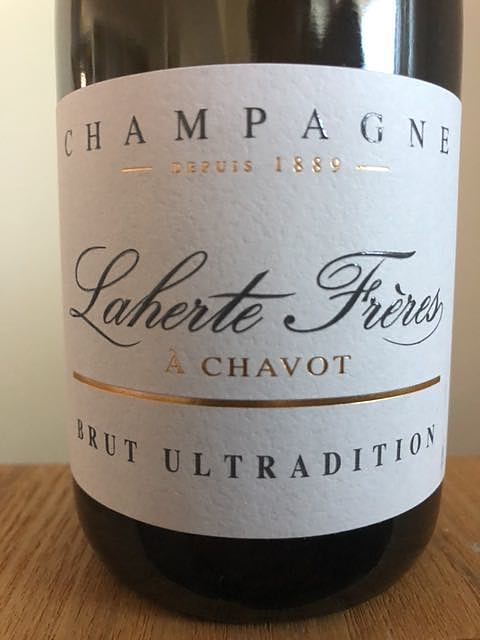 CHAMPAGNE
DEPUIS 1889
Laherte Frères
À CHAVOT
BRUT ULTRADITION